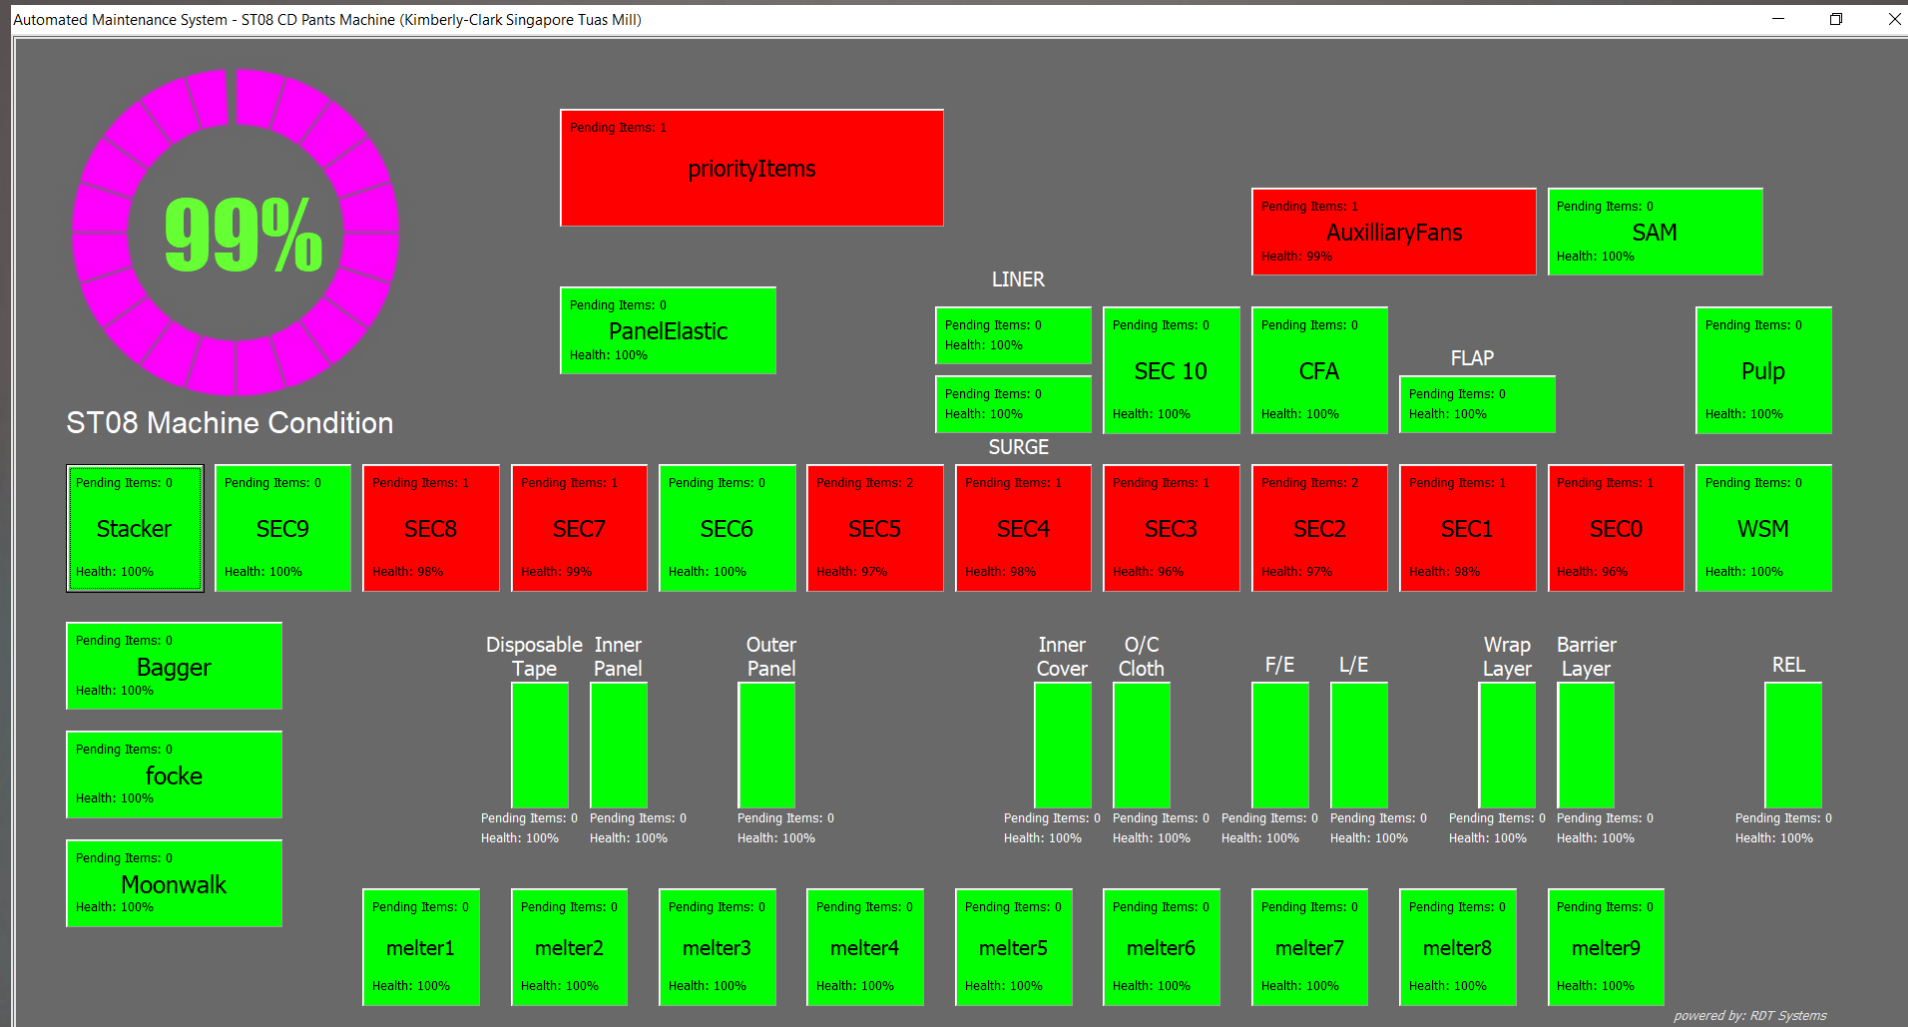 Automated Maintenance System - ST08 CD Pants Machine (Kimberly-Clark Singapore Tuas Mill)
99%
ST08 Machine Condition
Pending Items: 1
priorityItems
Pending Items: 1
AuxilliaryFans
Health: 99%
Pending Items: 0
SAM
Health: 100%
Pending Items: 0
PanelElastic
Health: 100%
LINER
Pending Items: 0
Health: 100%
Pending Items: 0
Health: 100%
SURGE
Pending Items: 0
SEC 10
Health: 100%
Pending Items: 0
CFA
Health: 100%
FLAP
Pending Items: 0
Health: 100%
Pending Items: 0
Pulp
Health: 100%
Pending Items: 0
Stacker
Health: 100%
Pending Items: 0
SEC9
Health: 100%
Pending Items: 1
SEC8
Health: 98%
Pending Items: 1
SEC7
Health: 99%
Pending Items: 0
SEC6
Health: 100%
Pending Items: 2
SEC5
Health: 97%
Pending Items: 1
SEC4
Health: 98%
Pending Items: 1
SEC3
Health: 96%
Pending Items: 2
SEC2
Health: 97%
Pending Items: 1
SEC1
Health: 98%
Pending Items: 1
SEC0
Health: 96%
Pending Items: 0
WSM
Health: 100%
Pending Items: 0
Bagger
Health: 100%
Pending Items: 0
focke
Health: 100%
Pending Items: 0
Moonwalk
Health: 100%
Disposable
Tape
Pending Items: 0
Health: 100%
Inner
Panel
Pending Items: 0
Health: 100%
Outer
Panel
Pending Items: 0
Health: 100%
Inner
Cover
Pending Items: 0
Health: 100%
O/C
Cloth
Pending Items: 0
Health: 100%
F/E
Pending Items: 0
Health: 100%
L/E
Pending Items: 0
Health: 100%
Wrap
Layer
Pending Items: 0
Health: 100%
Barrier
Layer
Pending Items: 0
Health: 100%
REL
Pending Items: 0
Health: 100%
Pending Items: 0
melter1
Health: 100%
Pending Items: 0
melter2
Health: 100%
Pending Items: 0
melter3
Health: 100%
Pending Items: 0
melter4
Health: 100%
Pending Items: 0
melter5
Health: 100%
Pending Items: 0
melter6
Health: 100%
Pending Items: 0
melter7
Health: 100%
Pending Items: 0
melter8
Health: 100%
Pending Items: 0
melter9
Health: 100%
powered by: RDT Systems